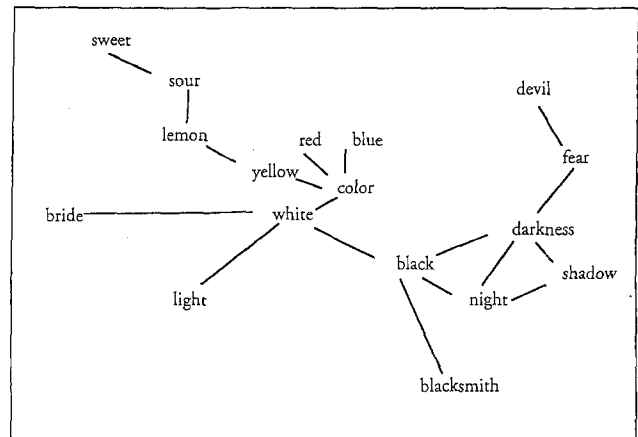 sweet
sour
devil
lemon
red
blue
fear
yellow
color
bride
white
darkness
black
shadow
light
night
blacksmith